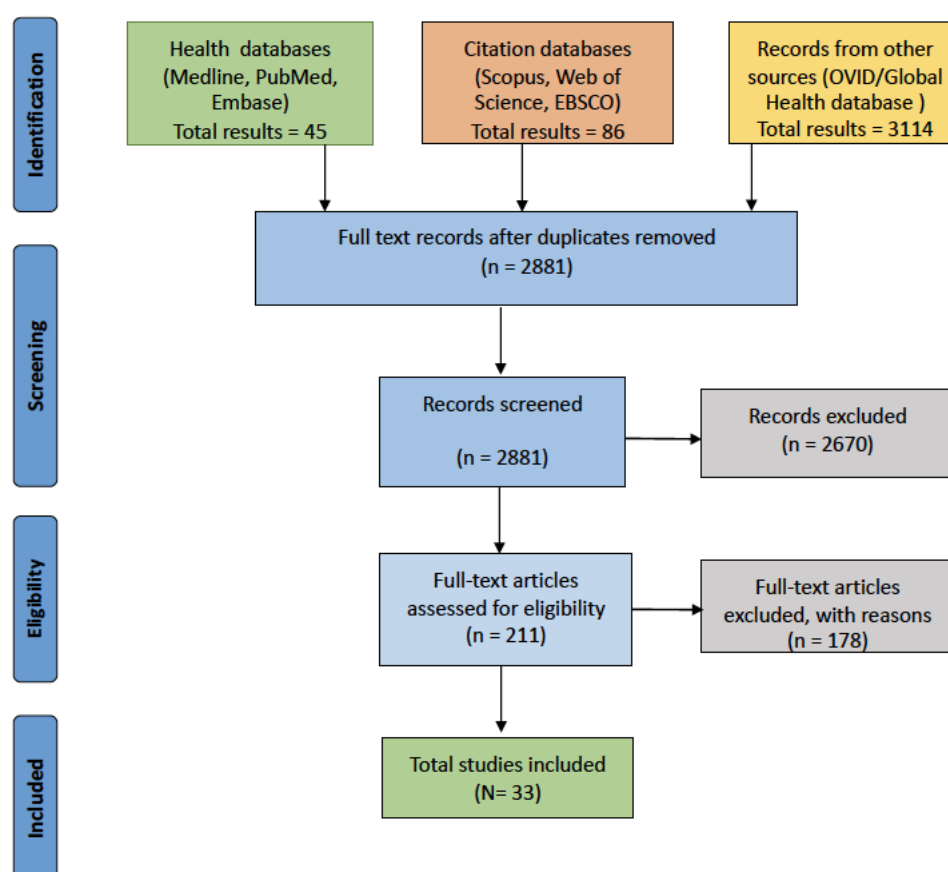 Identification
Health databases
(Medline, PubMed,
Embase)
Total results = 45
Citation databases
(Scopus, Web of
Science, EBSCO)
Total results = 86
Records from other
sources (OVID/Global
Health database )
Total results = 3114
Screening
Full text records after duplicates removed
(n = 2881)
Records screened
(n = 2881)
Records excluded
(n = 2670)
Eligibility
Full-text articles
assessed for eligibility
(n = 211)
Full-text articles
excluded, with reasons
(n = 178)
Included
Total studies included
(N= 33)